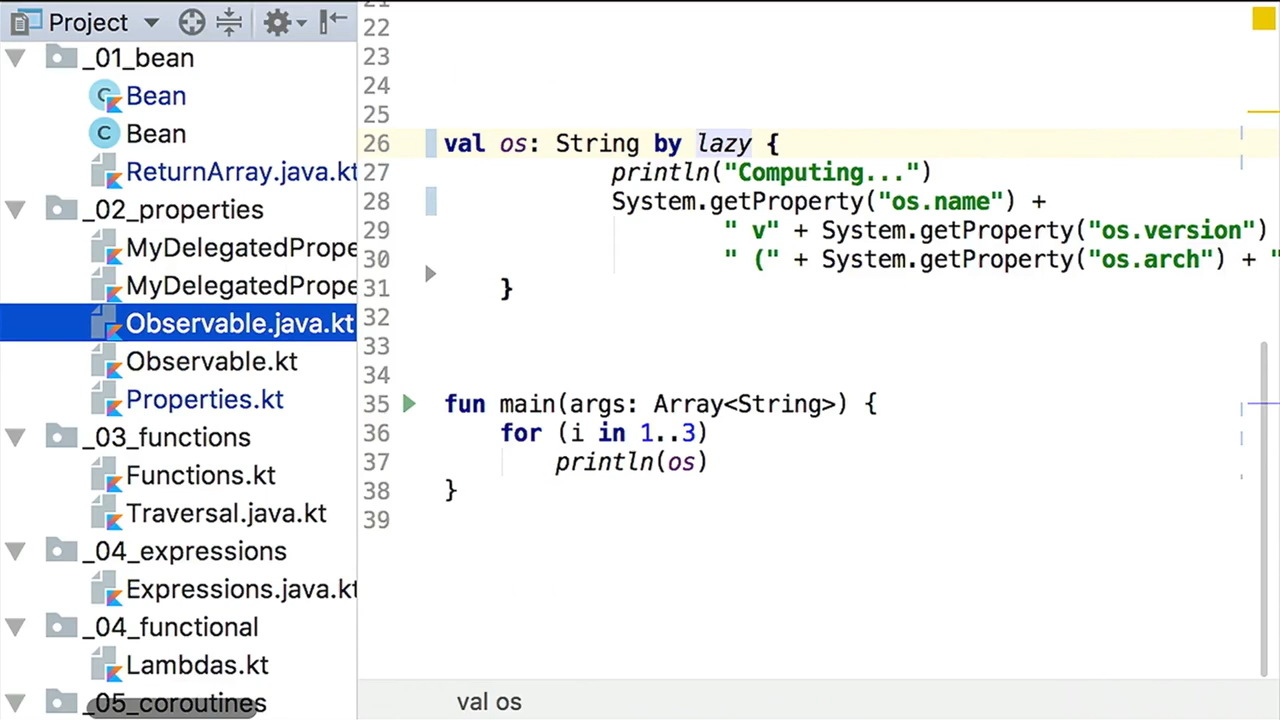 Project
_01_bean
Bean
Bean
ReturnArray.java.kt
_02_properties
MyDelegatedPrope
MyDelegatedPrope
Observable.java.kt
Observable.kt
Properties.kt
_03_functions
Functions.kt
Traversal.java.kt
_04_expressions
Expressions.java.kt
_04_functional
Lambdas.kt
_05_coroutines
22
23
24
25
26 val os: String by lazy {
27 println("Computing...")
28 System.getProperty("os.name") +
29 " v" + System.getProperty("os.version")
30 " (" + System.getProperty("os.arch") + "
31 }
32
33
34
35 fun main(args: Array<String>) {
36 for (i in 1..3)
37 println(os)
38 }
39
val os